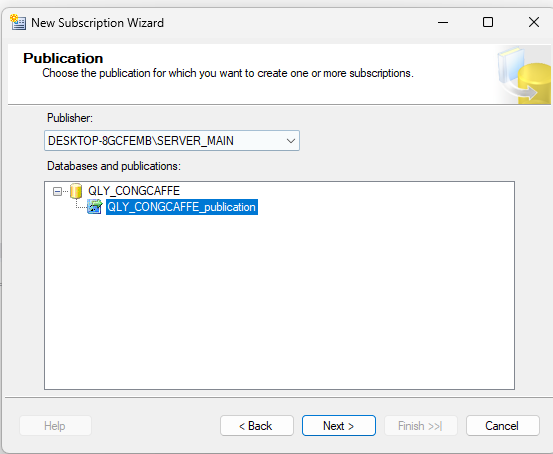 New Subscription Wizard
Publication
Choose the publication for which you want to create one or more subscriptions.
Publisher:
DESKTOP-8GCFEMB\SERVER_MAIN
Databases and publications:
QLY_CONGCAFFE
QLY_CONGCAFFE_publication
Help
< Back
Next >
Finish >>|
Cancel